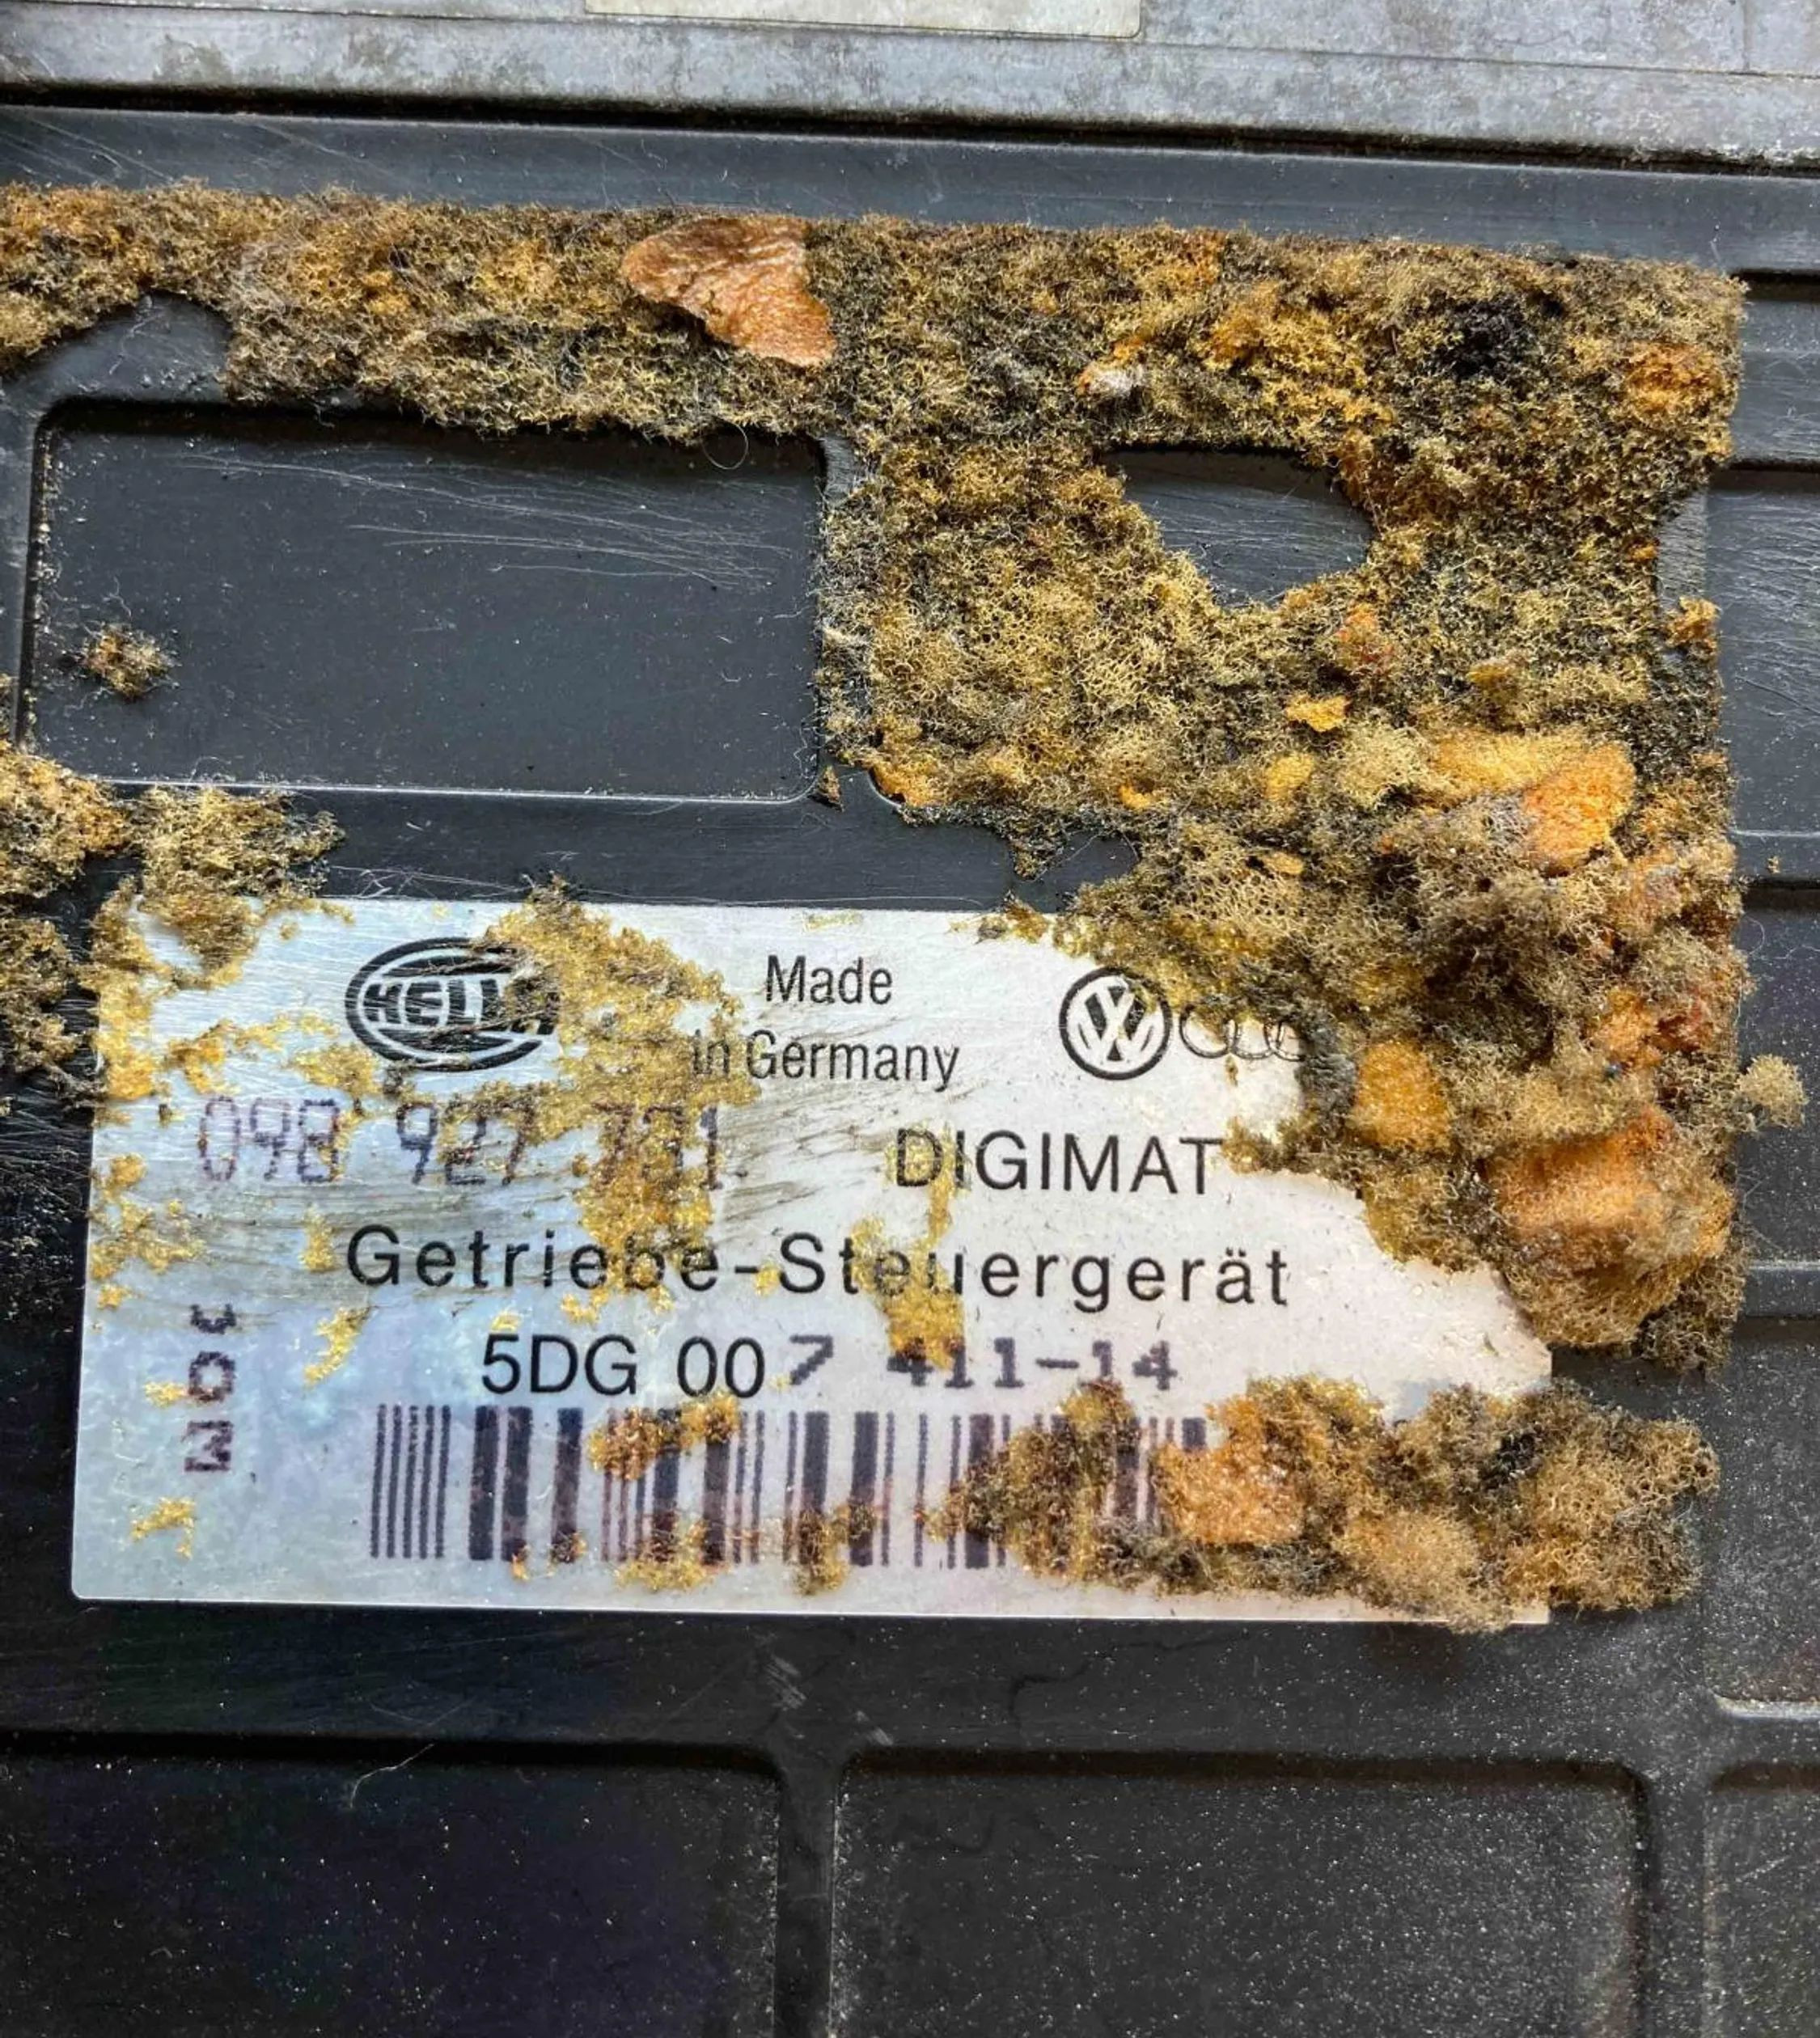 HELLA
Made
in Germany
098 927 731 DIGIMAT
Getriebe-Steuergerät
5DG 007 411-14